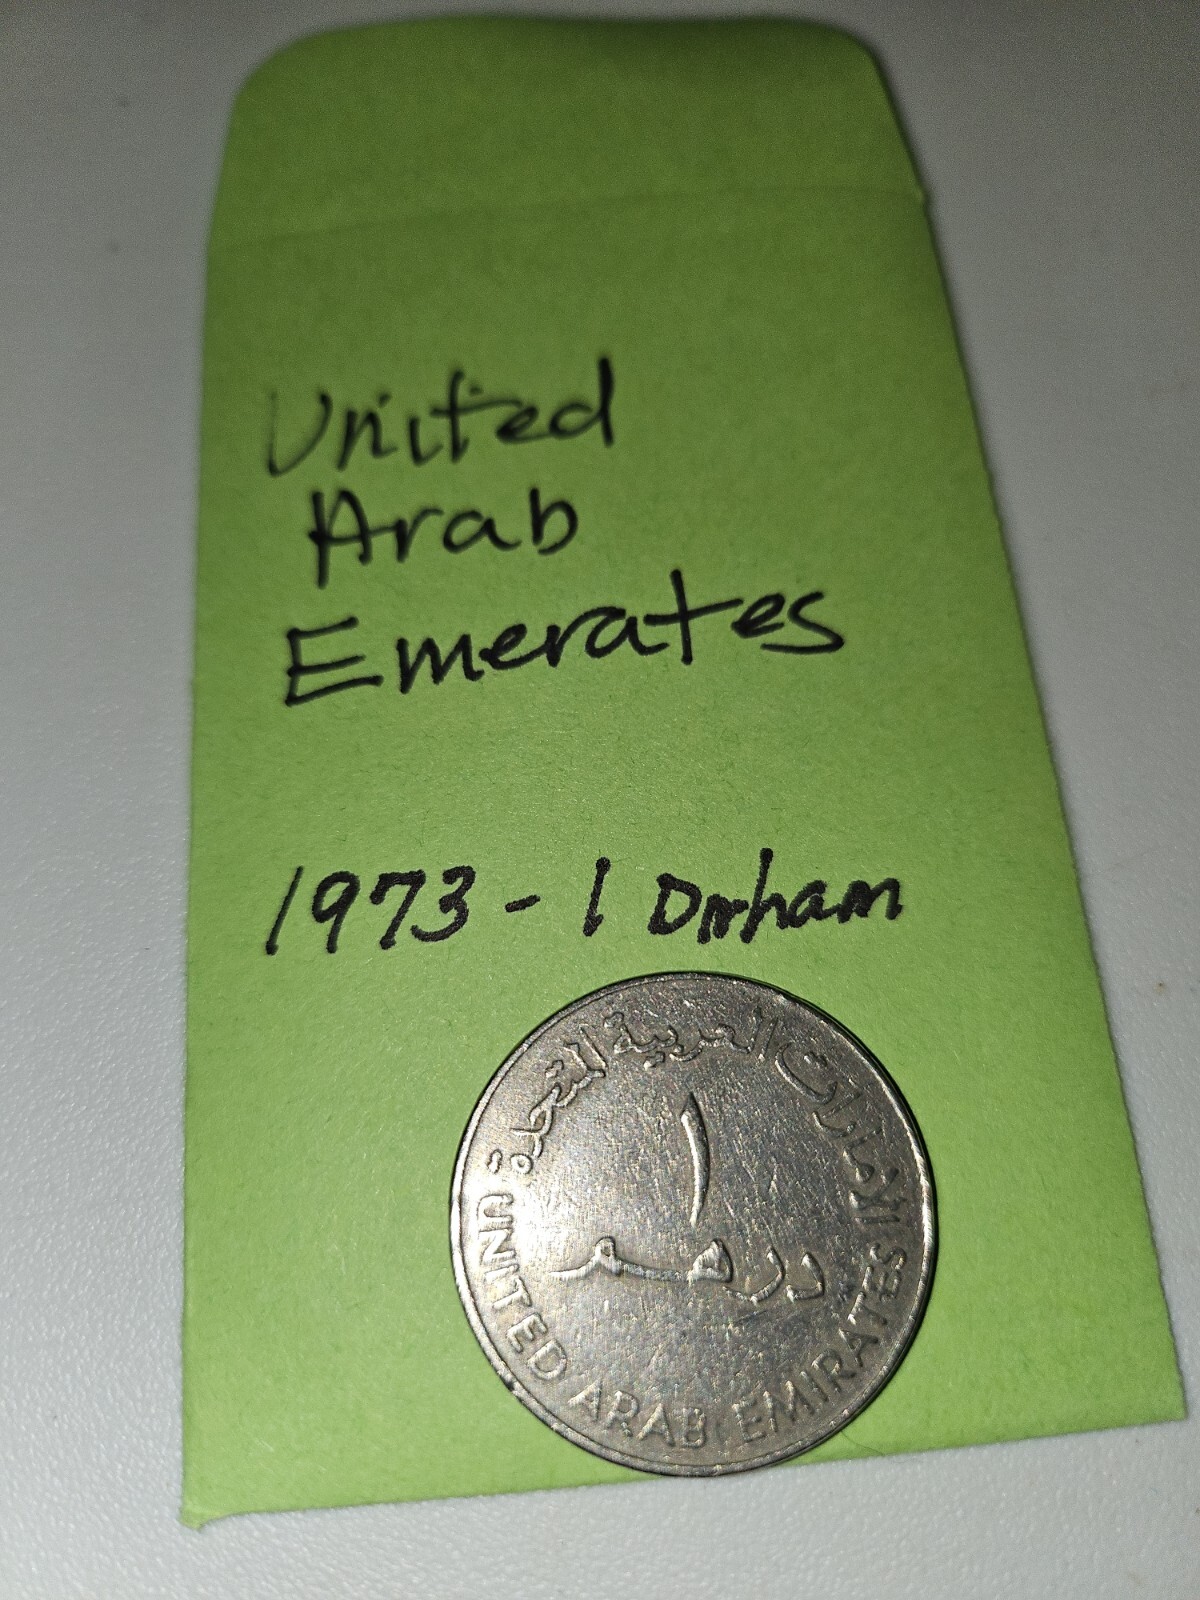 United
Arab
Emerates
1973 - 1 Dirham
الإمارات العربية المتحدة
١
درهم
UNITED ARAB EMIRATES